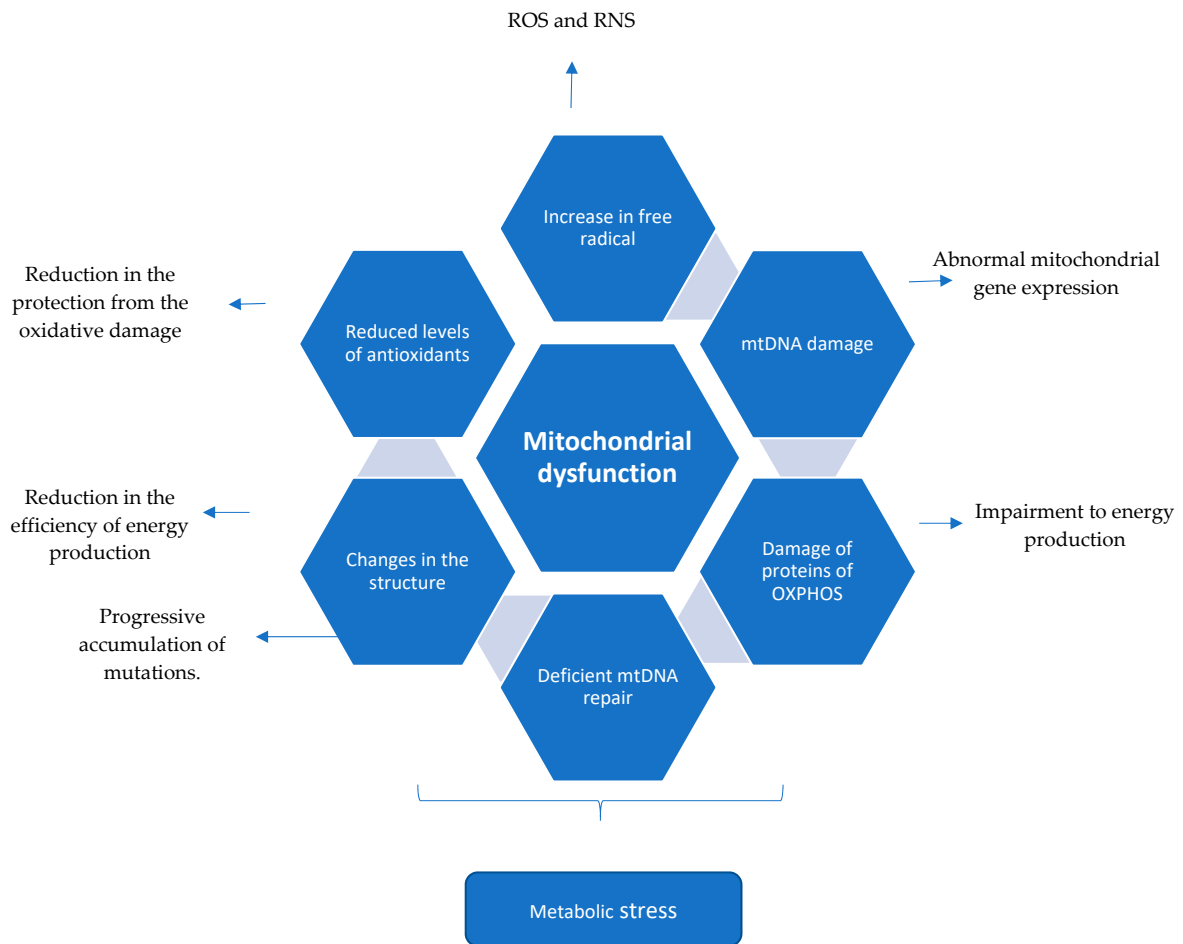 ROS and RNS
Increase in free
radical
Reduction in the
protection from the
oxidative damage
Abnormal mitochondrial
gene expression
Reduced levels
of antioxidants
mtDNA damage
Mitochondrial
dysfunction
Reduction in the
efficiency of energy
production
Impairment to energy
production
Changes in the
structure
Damage of
proteins of
OXPHOS
Progressive
accumulation of
mutations.
Deficient mtDNA
repair
Metabolic stress